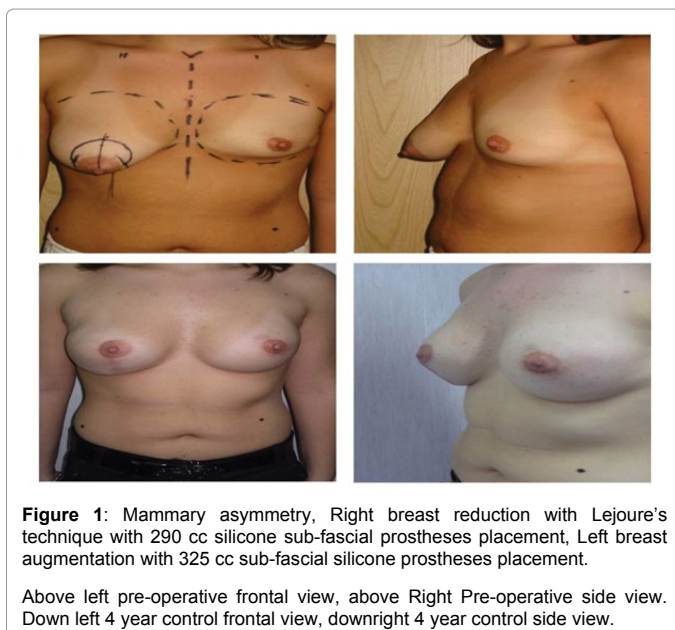 Figure 1: Mammary asymmetry, Right breast reduction with Lejoure's
technique with 290 cc silicone sub-fascial prostheses placement, Left breast
augmentation with 325 cc sub-fascial silicone prostheses placement.
Above left pre-operative frontal view, above Right Pre-operative side view.
Down left 4 year control frontal view, downright 4 year control side view.